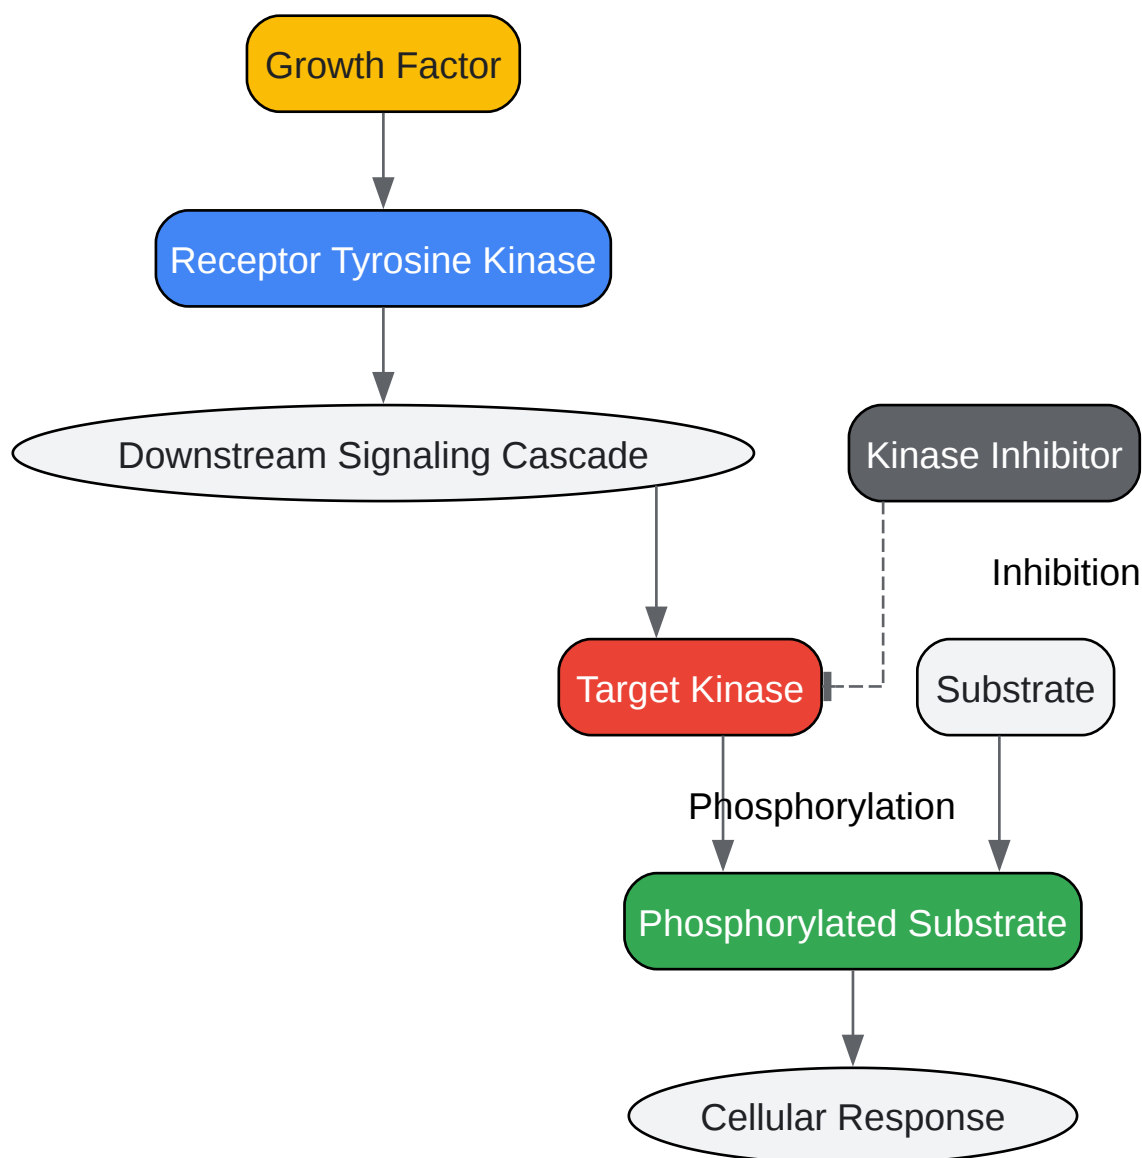 Growth Factor
Receptor Tyrosine Kinase
Downstream Signaling Cascade
Kinase Inhibitor
Inhibition
Target Kinase
Substrate
Phosphorylation
Phosphorylated Substrate
Cellular Response